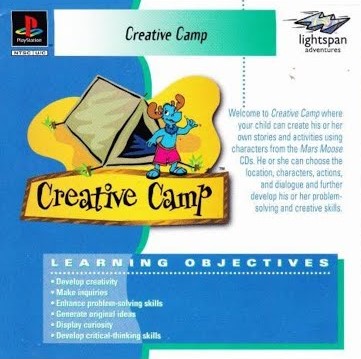 PlayStation
NTSC U/C
Creative Camp
lightspan
adventures
Welcome to Creative Camp where
your child can create his or her
own stories and activities using
characters from the Mars Moose
CDs. He or she can choose the
location, characters, actions,
and dialogue and further
develop his or her problem-
solving and creative skills.
Creative Camp
TM
LEARNING OBJECTIVES
• Develop creativity
• Make inquiries
• Enhance problem-solving skills
• Generate original ideas
• Display curiosity
• Develop critical-thinking skills